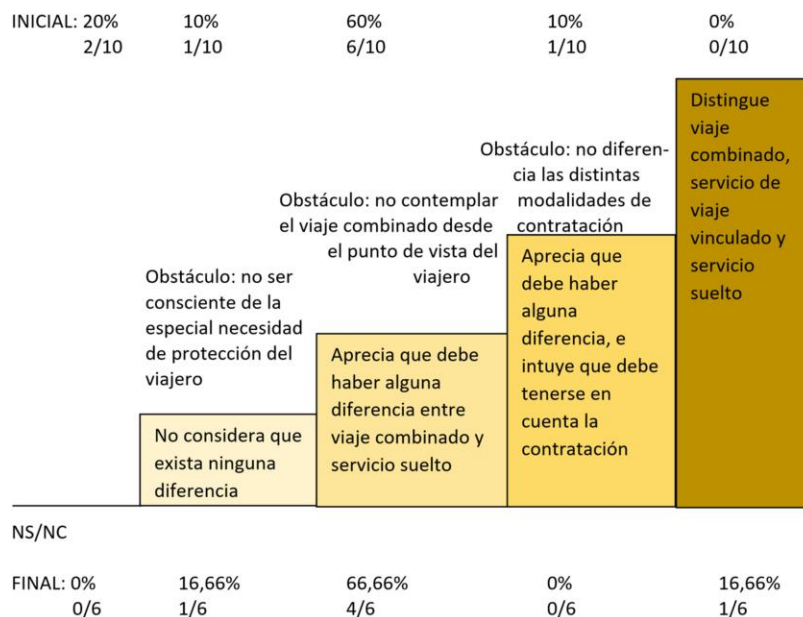 INICIAL: 20% 10% 60% 10% 0%
2/10 1/10 6/10 1/10 0/10
Obstáculo: no ser
consciente de la
especial necesidad
de protección del
viajero
Obstáculo: no contemplar
el viaje combinado desde
el punto de vista del
viajero
Obstáculo: no diferen-
cia las distintas
modalidades de
contratación
No considera que
exista ninguna
diferencia
Aprecia que debe
haber alguna
diferencia entre
viaje combinado y
servicio suelto
Aprecia que
debe haber
alguna
diferencia, e
intuye que debe
tenerse en
cuenta la
contratación
Distingue
viaje
combinado,
servicio de
viaje
vinculado y
servicio
suelto
NS/NC
FINAL: 0% 16,66% 66,66% 0% 16,66%
0/6 1/6 4/6 0/6 1/6